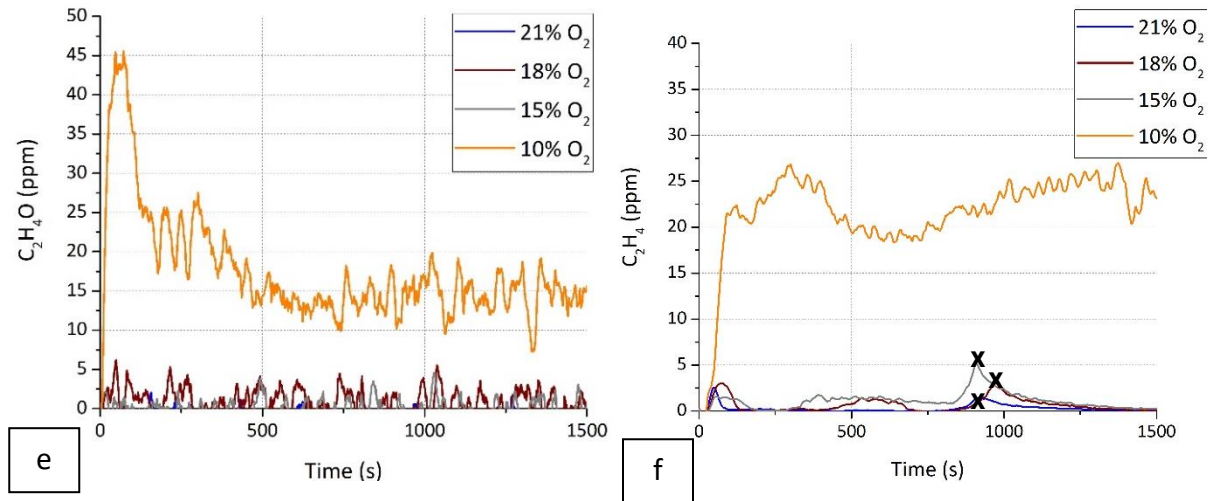 50
45
40
35
30
25
20
15
10
5
0
C₂H₄O (ppm)
21% O₂
18% O₂
15% O₂
10% O₂
0
500
1000
1500
Time (s)
e
40
35
30
25
20
15
10
5
0
C₂H₄ (ppm)
21% O₂
18% O₂
15% O₂
10% O₂
X
X
X
0
500
1000
1500
Time (s)
f